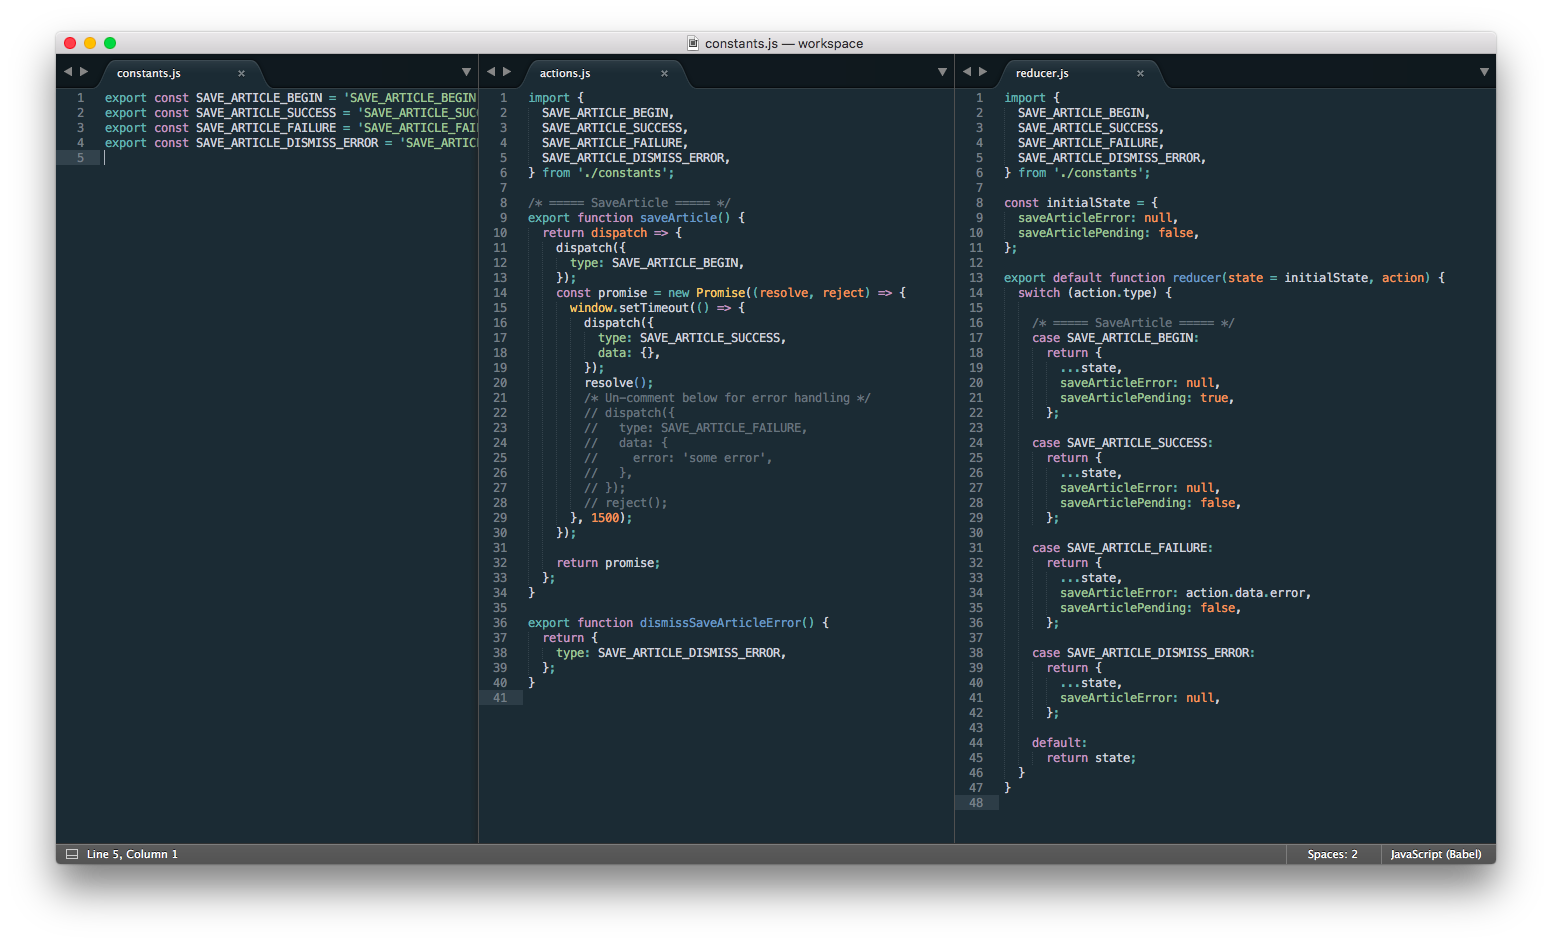 constants.js — workspace
constants.js
export const SAVE_ARTICLE_BEGIN = 'SAVE_ARTICLE_BEGIN
export const SAVE_ARTICLE_SUCCESS = 'SAVE_ARTICLE_SUC
export const SAVE_ARTICLE_FAILURE = 'SAVE_ARTICLE_FAI
export const SAVE_ARTICLE_DISMISS_ERROR = 'SAVE_ARTIC
5
actions.js
1 import {
2   SAVE_ARTICLE_BEGIN,
3   SAVE_ARTICLE_SUCCESS,
4   SAVE_ARTICLE_FAILURE,
5   SAVE_ARTICLE_DISMISS_ERROR,
6 } from './constants';
7
8 /* ===== SaveArticle ===== */
9 export function saveArticle() {
10   return dispatch => {
11     dispatch({
12       type: SAVE_ARTICLE_BEGIN,
13     });
14     const promise = new Promise((resolve, reject) => {
15       window.setTimeout(() => {
16         dispatch({
17           type: SAVE_ARTICLE_SUCCESS,
18           data: {},
19         });
20         resolve();
21         /* Un-comment below for error handling */
22         // dispatch({
23         //   type: SAVE_ARTICLE_FAILURE,
24         //   data: {
25         //     error: 'some error',
26         //   },
27         // });
28         // reject();
29       }, 1500);
30     });
31
32     return promise;
33   };
34 }
35
36 export function dismissSaveArticleError() {
37   return {
38     type: SAVE_ARTICLE_DISMISS_ERROR,
39   };
40 }
41
reducer.js
1 import {
2   SAVE_ARTICLE_BEGIN,
3   SAVE_ARTICLE_SUCCESS,
4   SAVE_ARTICLE_FAILURE,
5   SAVE_ARTICLE_DISMISS_ERROR,
6 } from './constants';
7
8 const initialState = {
9   saveArticleError: null,
10   saveArticlePending: false,
11 };
12
13 export default function reducer(state = initialState, action) {
14   switch (action.type) {
15
16     /* ===== SaveArticle ===== */
17     case SAVE_ARTICLE_BEGIN:
18       return {
19         ...state,
20         saveArticleError: null,
21         saveArticlePending: true,
22       };
23
24     case SAVE_ARTICLE_SUCCESS:
25       return {
26         ...state,
27         saveArticleError: null,
28         saveArticlePending: false,
29       };
30
31     case SAVE_ARTICLE_FAILURE:
32       return {
33         ...state,
34         saveArticleError: action.data.error,
35         saveArticlePending: false,
36       };
37
38     case SAVE_ARTICLE_DISMISS_ERROR:
39       return {
40         ...state,
41         saveArticleError: null,
42       };
43
44     default:
45       return state;
46   }
47 }
48
Line 5, Column 1
Spaces: 2
JavaScript (Babel)